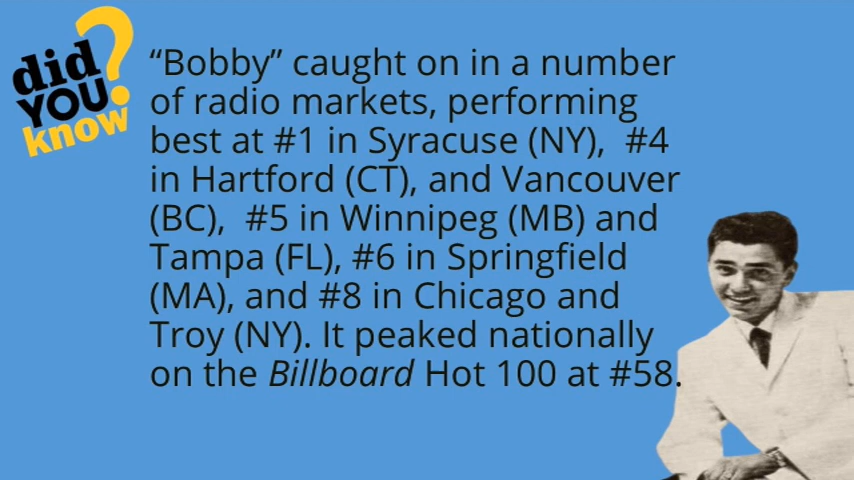 did
YOU
know
?
“Bobby” caught on in a number
of radio markets, performing
best at #1 in Syracuse (NY),  #4
in Hartford (CT), and Vancouver
(BC),  #5 in Winnipeg (MB) and
Tampa (FL), #6 in Springfield
(MA), and #8 in Chicago and
Troy (NY). It peaked nationally
on the Billboard Hot 100 at #58.